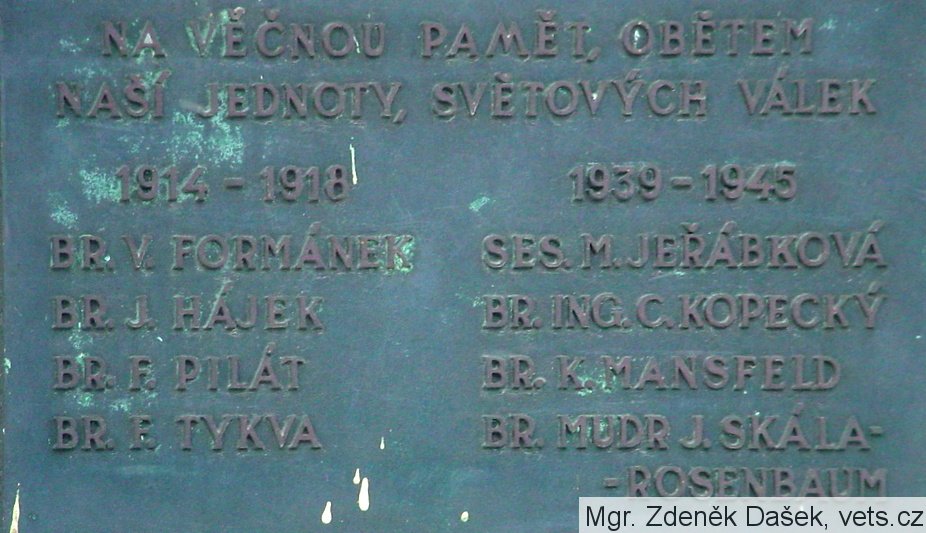 NA VĚČNOU PAMĚT, OBĚTEM
NAŠÍ JEDNOTY, SVĚTOVÝCH VÁLEK
1914 - 1918
BR. V. FORMÁNEK
BR. J. HÁJEK
BR. F. PILÁT
BR. F. TYKVA
1939 - 1945
SES. M. JEŘÁBKOVÁ
BR. ING. C. KOPECKÝ
BR. K. MANSFELD
BR. MUDR J. SKÁLA-
-ROSENBAUM
Mgr. Zdeněk Dašek, vets.cz